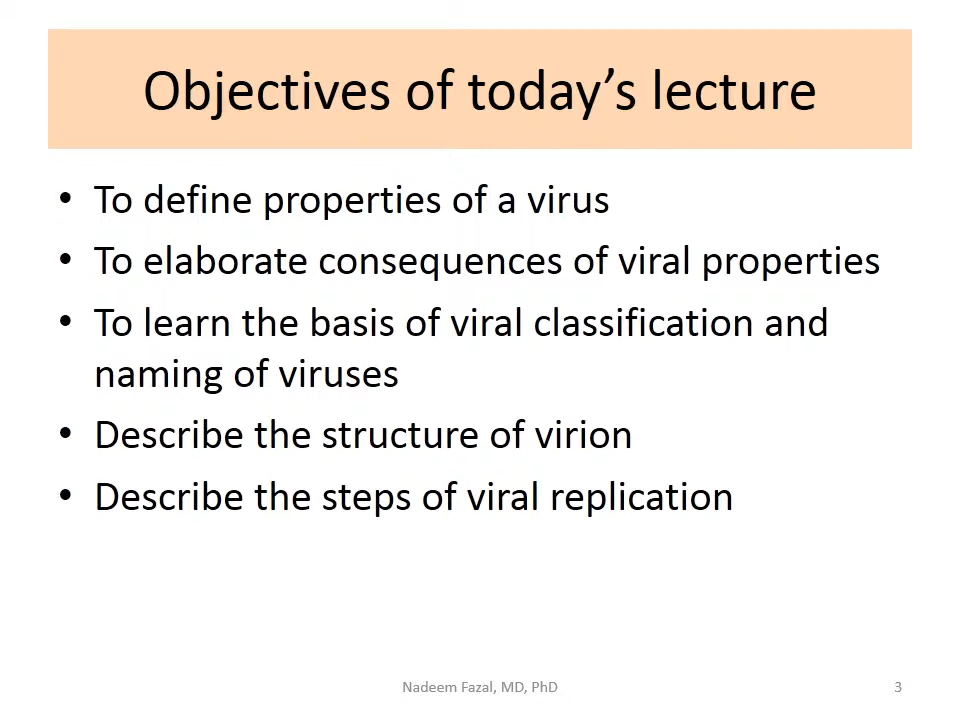 Objectives of today’s lecture
• To define properties of a virus
• To elaborate consequences of viral properties
• To learn the basis of viral classification and
naming of viruses
• Describe the structure of virion
• Describe the steps of viral replication
Nadeem Fazal, MD, PhD
3